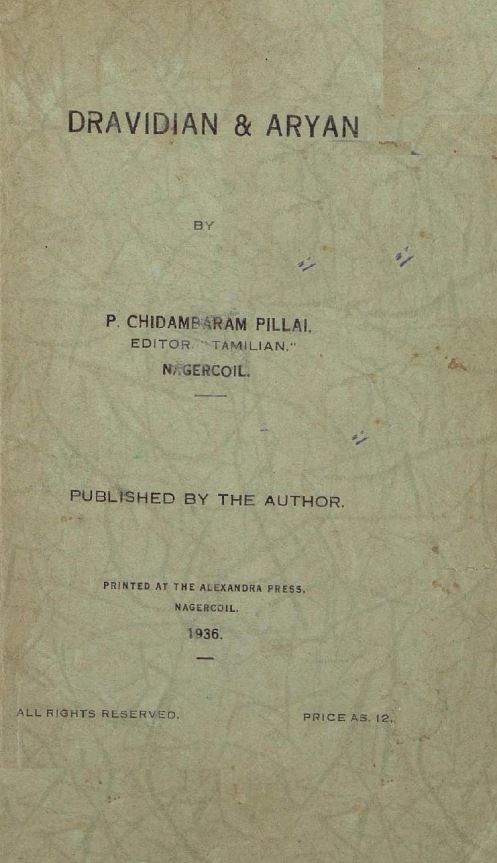 DRAVIDIAN & ARYAN
BY
P. CHIDAMBARAM PILLAI,
EDITOR "TAMILIAN."
NAGERCOIL.
PUBLISHED BY THE AUTHOR.
PRINTED AT THE ALEXANDRA PRESS,
NAGERCOIL.
1936.
ALL RIGHTS RESERVED.
PRICE AS. 12.